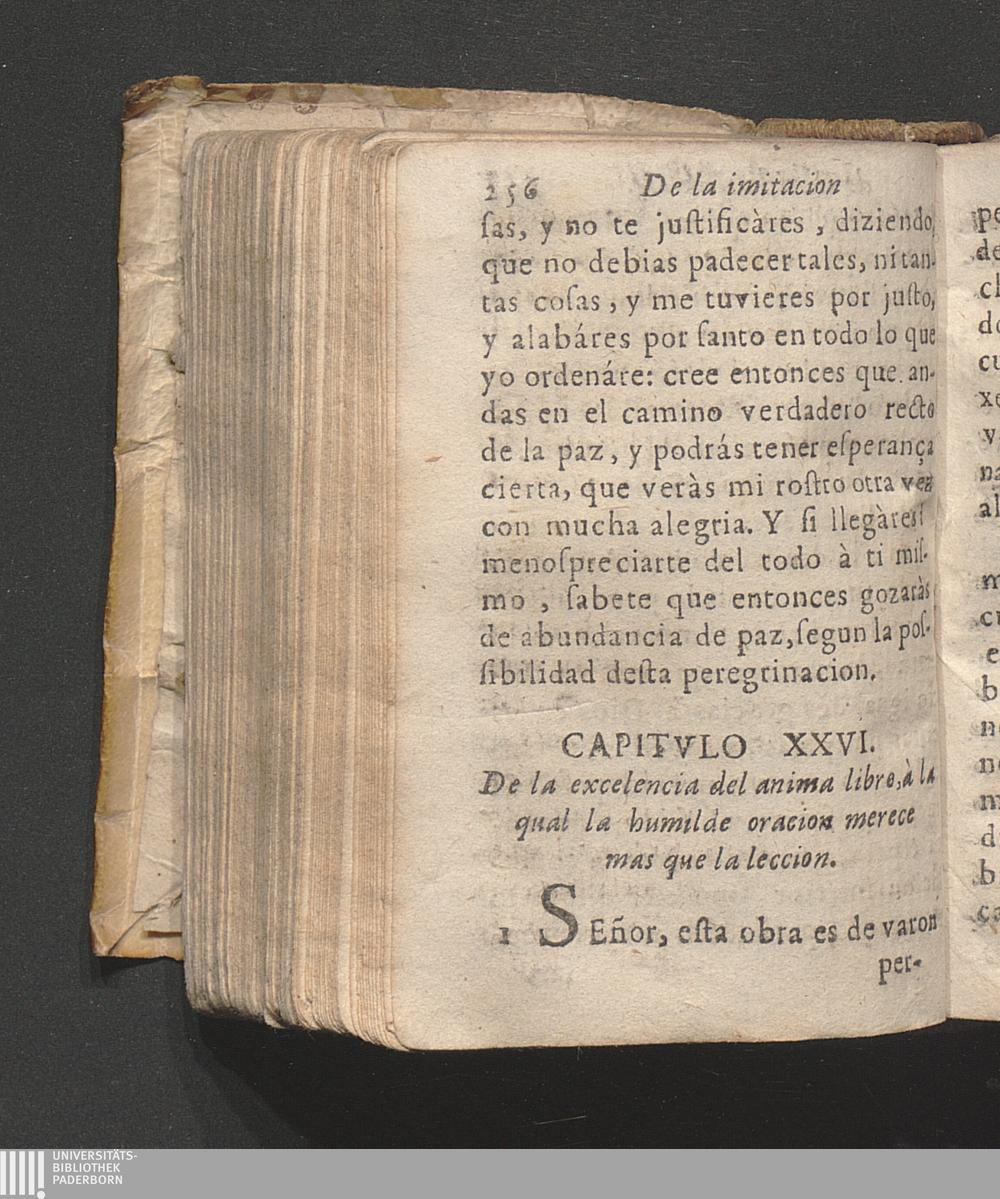 256 De la imitacion
ſas, y no te juſtificàres, diziendo,
que no debias padecer tales, ni tan-
tas coſas, y me tuvieres por juſto,
y alabáres por ſanto en todo lo que
yo ordenáre: cree entonces que an-
das en el camino verdadero recto
de la paz, y podrás tener eſperança
cierta, que veràs mi roſtro otra vez
con mucha alegria. Y ſi llegàres
menoſpreciarte del todo à ti miſ-
mo, ſabete que entonces gozaràs
de abundancia de paz, ſegun la poſ-
ſibilidad deſta peregrinacion.
CAPITVLO XXVI.
De la excelencia del anima libre, à la
qual la humilde oracion merece
mas que la leccion.
1 SEñor, eſta obra es de varon
per-
UNIVERSITÄTS-
BIBLIOTHEK
PADERBORN